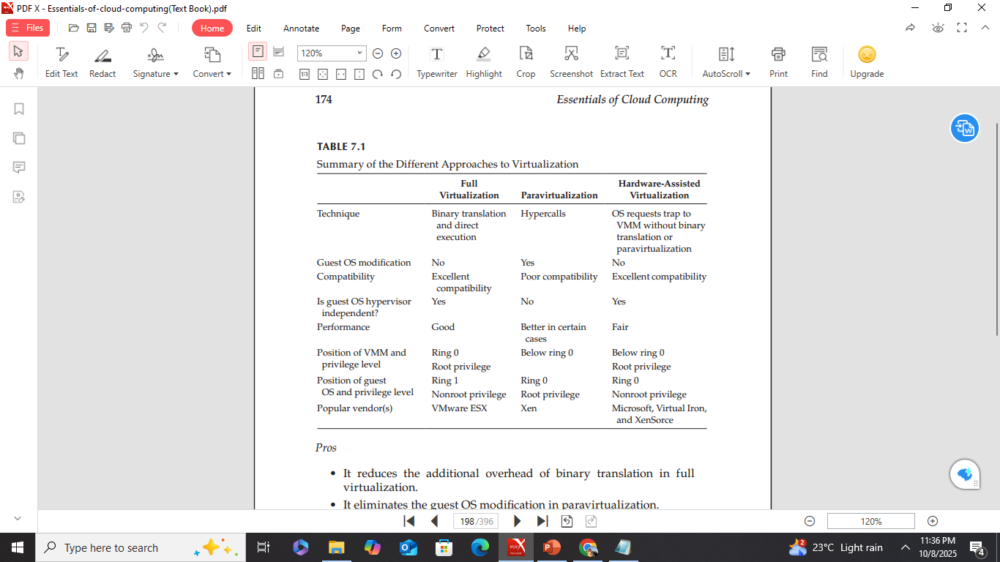 PDF X - Essentials-of-cloud-computing(Text Book).pdf
Files
Home
Edit
Annotate
Page
Form
Convert
Protect
Tools
Help
Edit Text
Redact
Signature
Convert
120%
Typewriter
Highlight
Crop
Screenshot
Extract Text
OCR
AutoScroll
Print
Find
Upgrade
174 Essentials of Cloud Computing
TABLE 7.1
Summary of the Different Approaches to Virtualization
Full Hardware-Assisted
Virtualization Paravirtualization Virtualization
Technique Binary translation Hypercalls OS requests trap to
and direct VMM without binary
execution translation or
paravirtualization
Guest OS modification No Yes No
Compatibility Excellent Poor compatibility Excellent compatibility
compatibility
Is guest OS hypervisor Yes No Yes
independent?
Performance Good Better in certain Fair
cases
Position of VMM and Ring 0 Below ring 0 Below ring 0
privilege level Root privilege Root privilege
Position of guest Ring 1 Ring 0 Ring 0
OS and privilege level Nonroot privilege Root privilege Nonroot privilege
Popular vendor(s) VMware ESX Xen Microsoft, Virtual Iron,
and XenSorce
Pros
• It reduces the additional overhead of binary translation in full
virtualization.
• It eliminates the guest OS modification in paravirtualization.
198 /396
120%
Type here to search
2
23°C Light rain
11:36 PM
10/8/2025
4